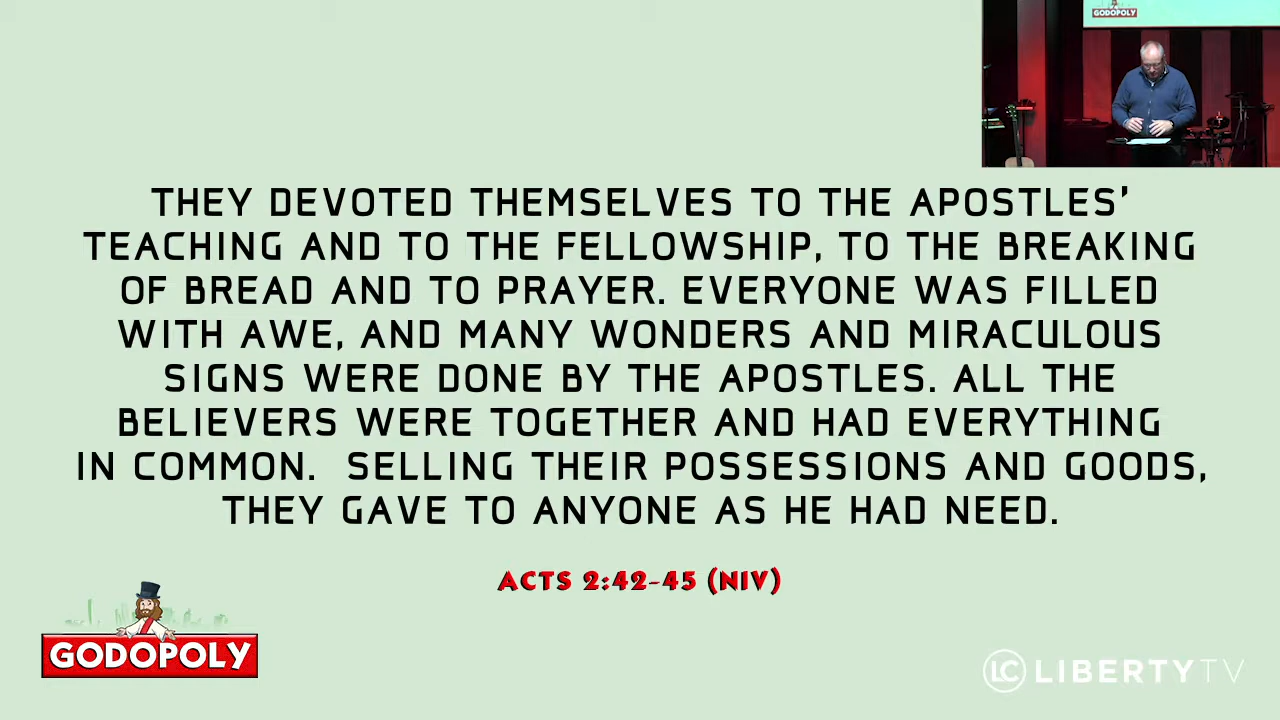 GODOPOLY
THEY DEVOTED THEMSELVES TO THE APOSTLES’
TEACHING AND TO THE FELLOWSHIP, TO THE BREAKING
OF BREAD AND TO PRAYER. EVERYONE WAS FILLED
WITH AWE, AND MANY WONDERS AND MIRACULOUS
SIGNS WERE DONE BY THE APOSTLES. ALL THE
BELIEVERS WERE TOGETHER AND HAD EVERYTHING
IN COMMON.  SELLING THEIR POSSESSIONS AND GOODS,
THEY GAVE TO ANYONE AS HE HAD NEED.
ACTS 2:42-45 (NIV)
GODOPOLY
LC LIBERTYTV